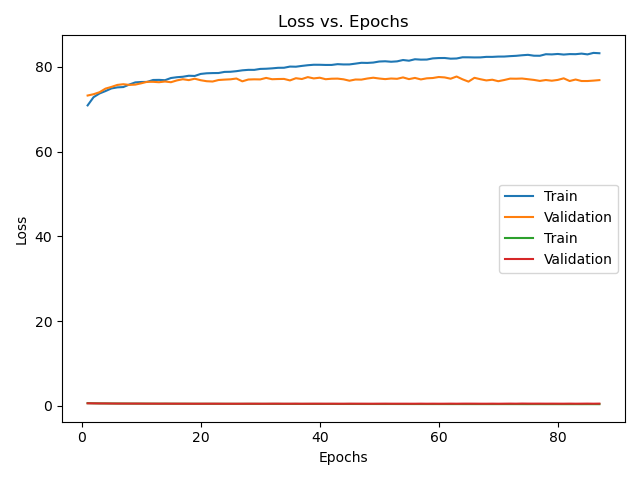 Loss vs. Epochs
Loss
80
60
40
20
0
Train
Validation
Train
Validation
0 20 40 60 80
Epochs